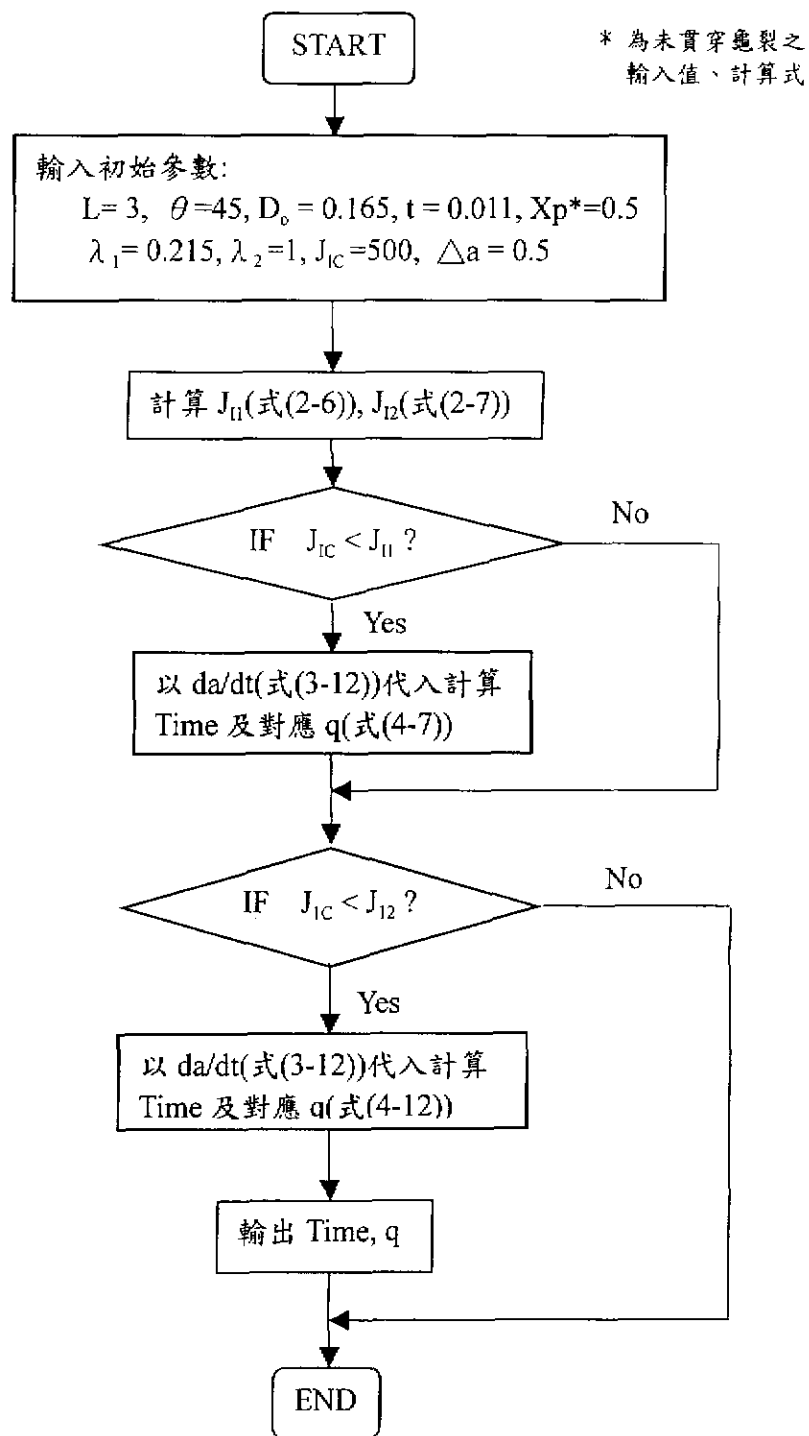 START
* 為未貫穿龜裂之
輸入值、計算式
輸入初始參數:
L= 3, θ=45, Dₒ = 0.165, t = 0.011, Xp*=0.5
λ₁= 0.215, λ₂=1, J_IC=500, △a = 0.5
計算 J_I1(式(2-6)), J_I2(式(2-7))
IF J_IC < J_I1 ?
No
Yes
以 da/dt(式(3-12))代入計算
Time 及對應 q(式(4-7))
IF J_IC < J_I2 ?
No
Yes
以 da/dt(式(3-12))代入計算
Time 及對應 q(式(4-12))
輸出 Time, q
END